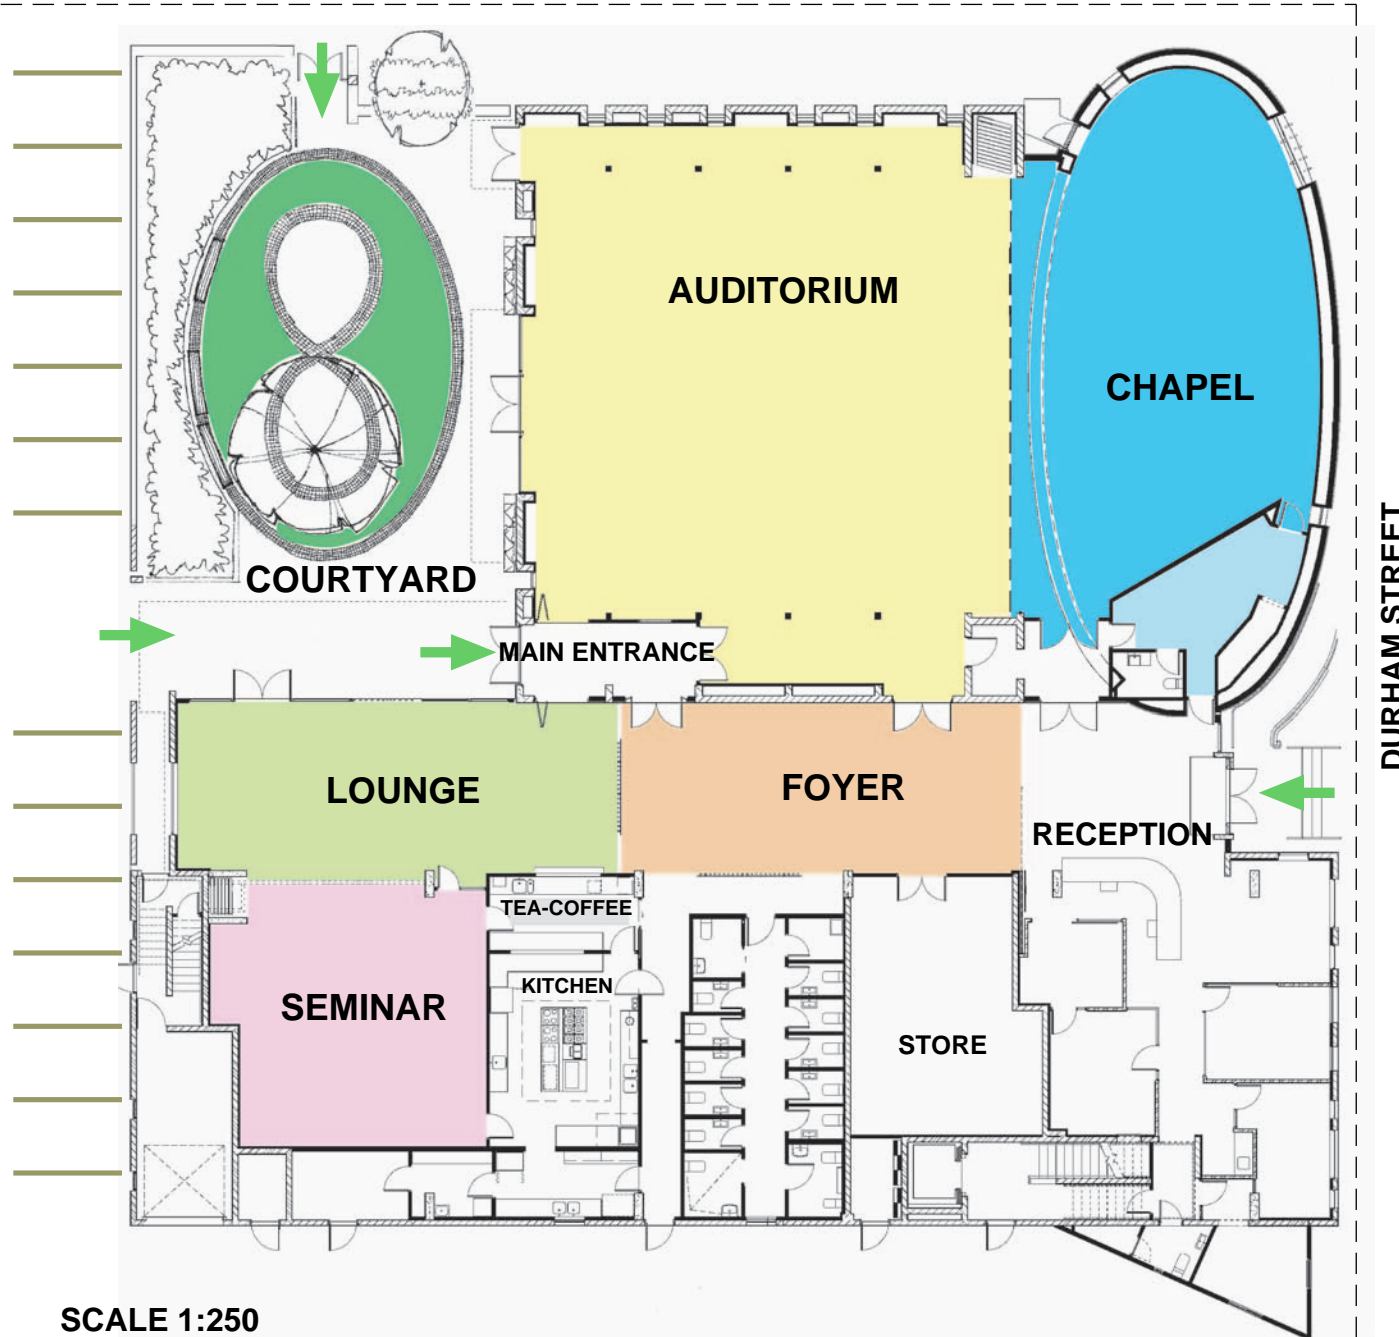 AUDITORIUM
CHAPEL
COURTYARD
DURHAM STREET
MAIN ENTRANCE
LOUNGE
FOYER
RECEPTION
TEA-COFFEE
KITCHEN
SEMINAR
STORE
SCALE 1:250